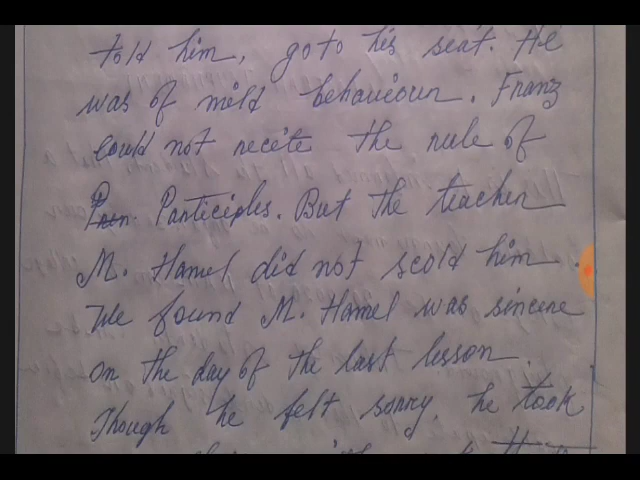 told him, go to his seat. He
was of mild behaviour. Franz
could not recite the rule of
Participles. But the teacher
M. Hamel did not scold him.
We found M. Hamel was sincere
on the day of the last lesson.
Though he felt sorry, he took